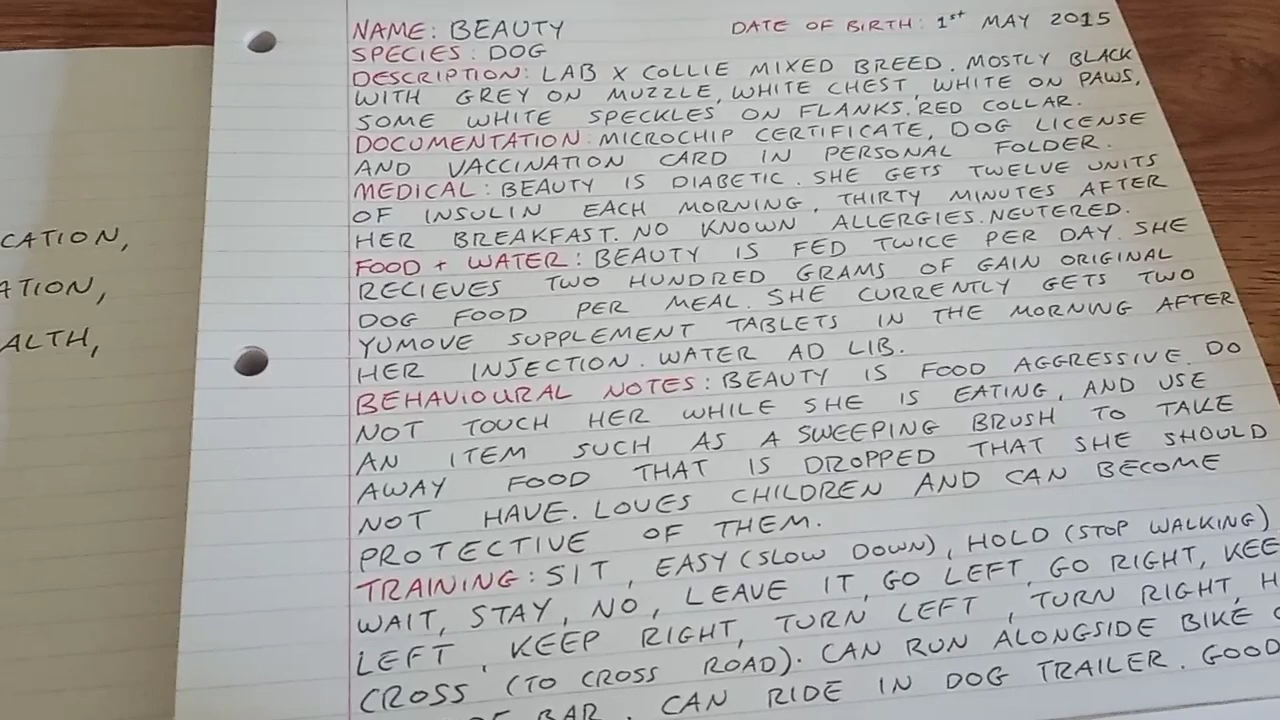 NAME: BEAUTY DATE OF BIRTH: 1st MAY 2015
SPECIES: DOG
DESCRIPTION: LAB X COLLIE MIXED BREED. MOSTLY BLACK
WITH GREY ON MUZZLE, WHITE CHEST, WHITE ON PAWS,
SOME WHITE SPECKLES ON FLANKS. RED COLLAR.
DOCUMENTATION: MICROCHIP CERTIFICATE, DOG LICENSE
AND VACCINATION CARD IN PERSONAL FOLDER.
MEDICAL: BEAUTY IS DIABETIC. SHE GETS TWELVE UNITS
OF INSULIN EACH MORNING, THIRTY MINUTES AFTER
HER BREAKFAST. NO KNOWN ALLERGIES. NEUTERED.
FOOD + WATER: BEAUTY IS FED TWICE PER DAY. SHE
RECIEVES TWO HUNDRED GRAMS OF GAIN ORIGINAL
DOG FOOD PER MEAL. SHE CURRENTLY GETS TWO
YUMOVE SUPPLEMENT TABLETS IN THE MORNING AFTER
HER INJECTION. WATER AD LIB.
BEHAVIOURAL NOTES: BEAUTY IS FOOD AGGRESSIVE. DO
NOT TOUCH HER WHILE SHE IS EATING, AND USE
AN ITEM SUCH AS A SWEEPING BRUSH TO TAKE
AWAY FOOD THAT IS DROPPED THAT SHE SHOULD
NOT HAVE. LOVES CHILDREN AND CAN BECOME
PROTECTIVE OF THEM.
TRAINING: SIT, EASY (SLOW DOWN), HOLD (STOP WALKING)
WAIT, STAY, NO, LEAVE IT, GO LEFT, GO RIGHT, KEE
LEFT, KEEP RIGHT, TURN LEFT, TURN RIGHT, H
CROSS (TO CROSS ROAD). CAN RUN ALONGSIDE BIKE
BAR. CAN RIDE IN DOG TRAILER. GOOD
CATION,
ATION,
ALTH,